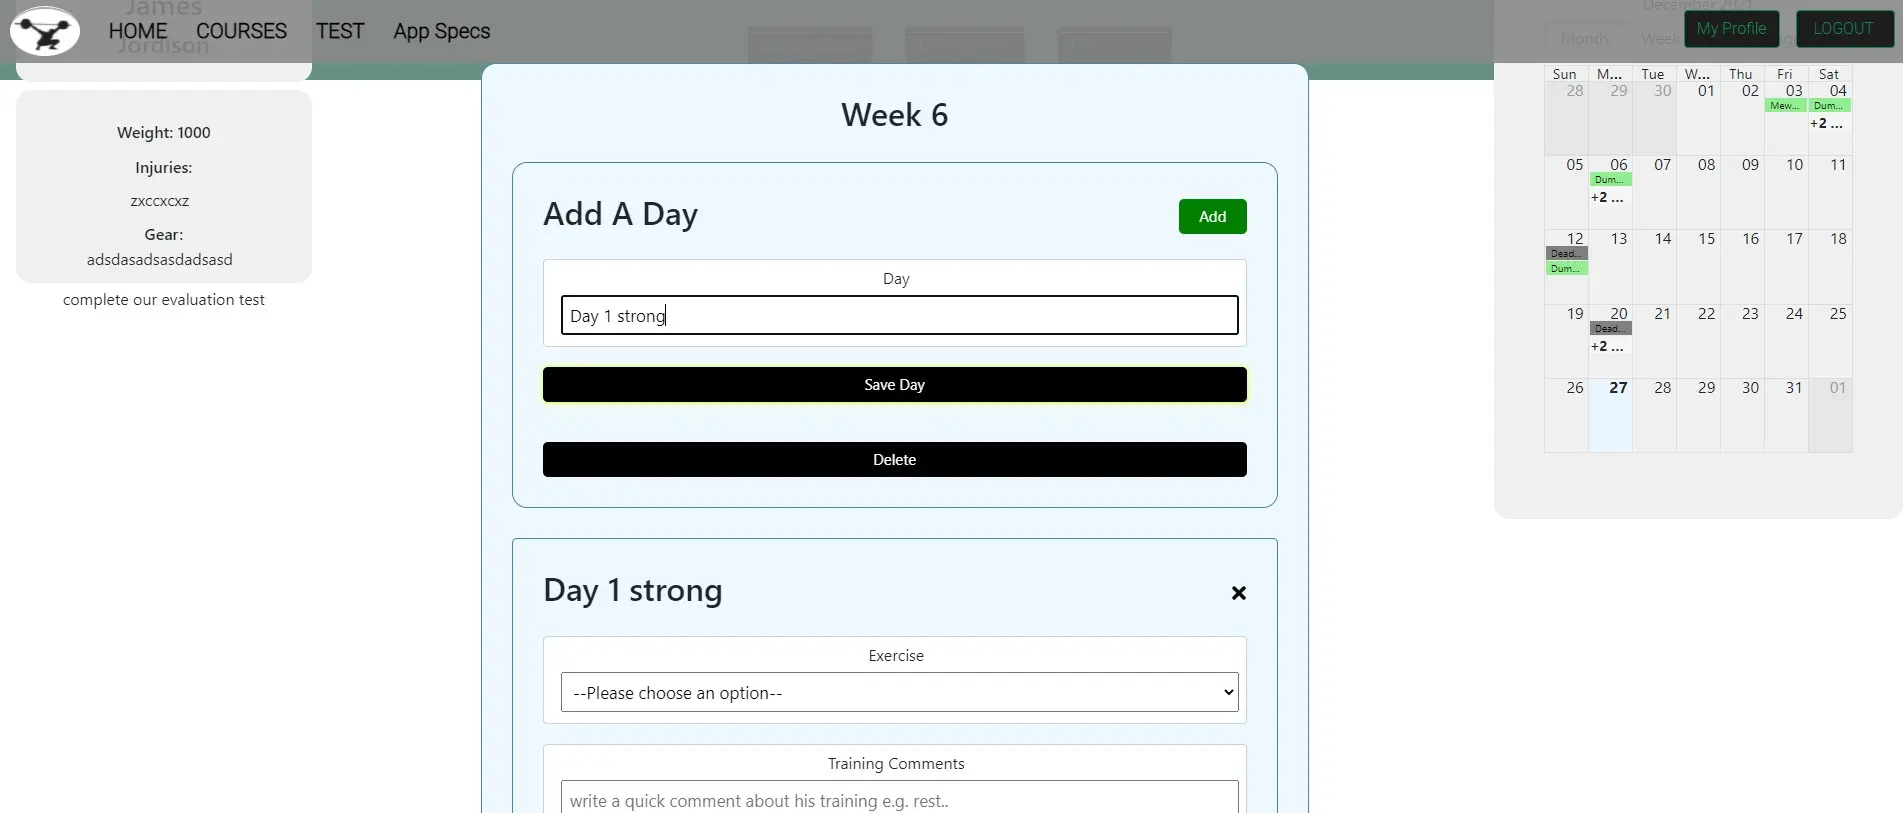 James
Jordison
HOME COURSES TEST App Specs
My Profile LOGOUT
December 2021
Month Week
Weight: 1000
Injuries:
zxccxcxz
Gear:
adsdasadsasdadsasd
complete our evaluation test
Week 6
Add A Day
Add
Day
Day 1 strong
Save Day
Delete
Day 1 strong
Exercise
--Please choose an option--
Training Comments
write a quick comment about his training e.g. rest..
Sun M... Tue W... Thu Fri Sat
28 29 30 01 02 03 04
Mew... Dum...
+2 ...
05 06 07 08 09 10 11
Dum...
+2 ...
12 13 14 15 16 17 18
Dead...
Dum...
19 20 21 22 23 24 25
Dead...
+2 ...
26 27 28 29 30 31 01